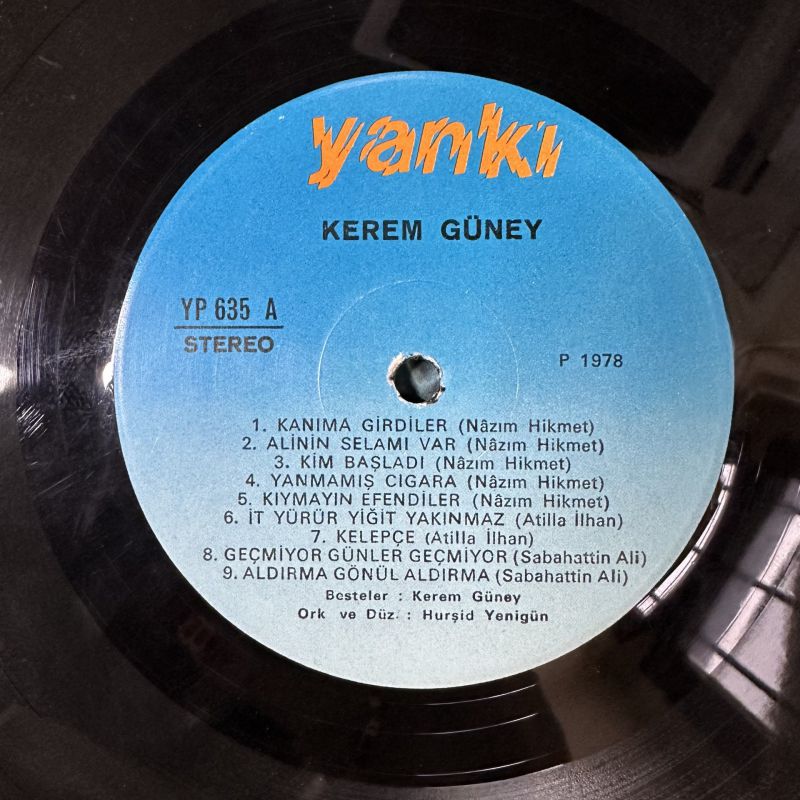 yankı
KEREM GÜNEY
YP 635 A
STEREO
P 1978
1. KANIMA GİRDİLER (Nâzım Hikmet)
2. ALİNİN SELAMI VAR (Nâzım Hikmet)
3. KİM BAŞLADI (Nâzım Hikmet)
4. YANMAMIŞ CIGARA (Nâzım Hikmet)
5. KIYMAYIN EFENDİLER (Nâzım Hikmet)
6. İT YÜRÜR YİĞİT YAKINMAZ (Atilla İlhan)
7. KELEPÇE (Atilla İlhan)
8. GEÇMİYOR GÜNLER GEÇMİYOR (Sabahattin Ali)
9. ALDIRMA GÖNÜL ALDIRMA (Sabahattin Ali)
Besteler : Kerem Güney
Ork ve Düz. : Hurşid Yenigün